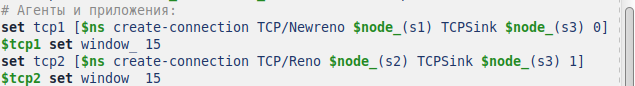 # Агенты и приложения:
set tcp1 [$ns create-connection TCP/Newreno $node_(s1) TCPSink $node_(s3) 0]
$tcp1 set window_ 15
set tcp2 [$ns create-connection TCP/Reno $node_(s2) TCPSink $node_(s3) 1]
$tcp2 set window 15